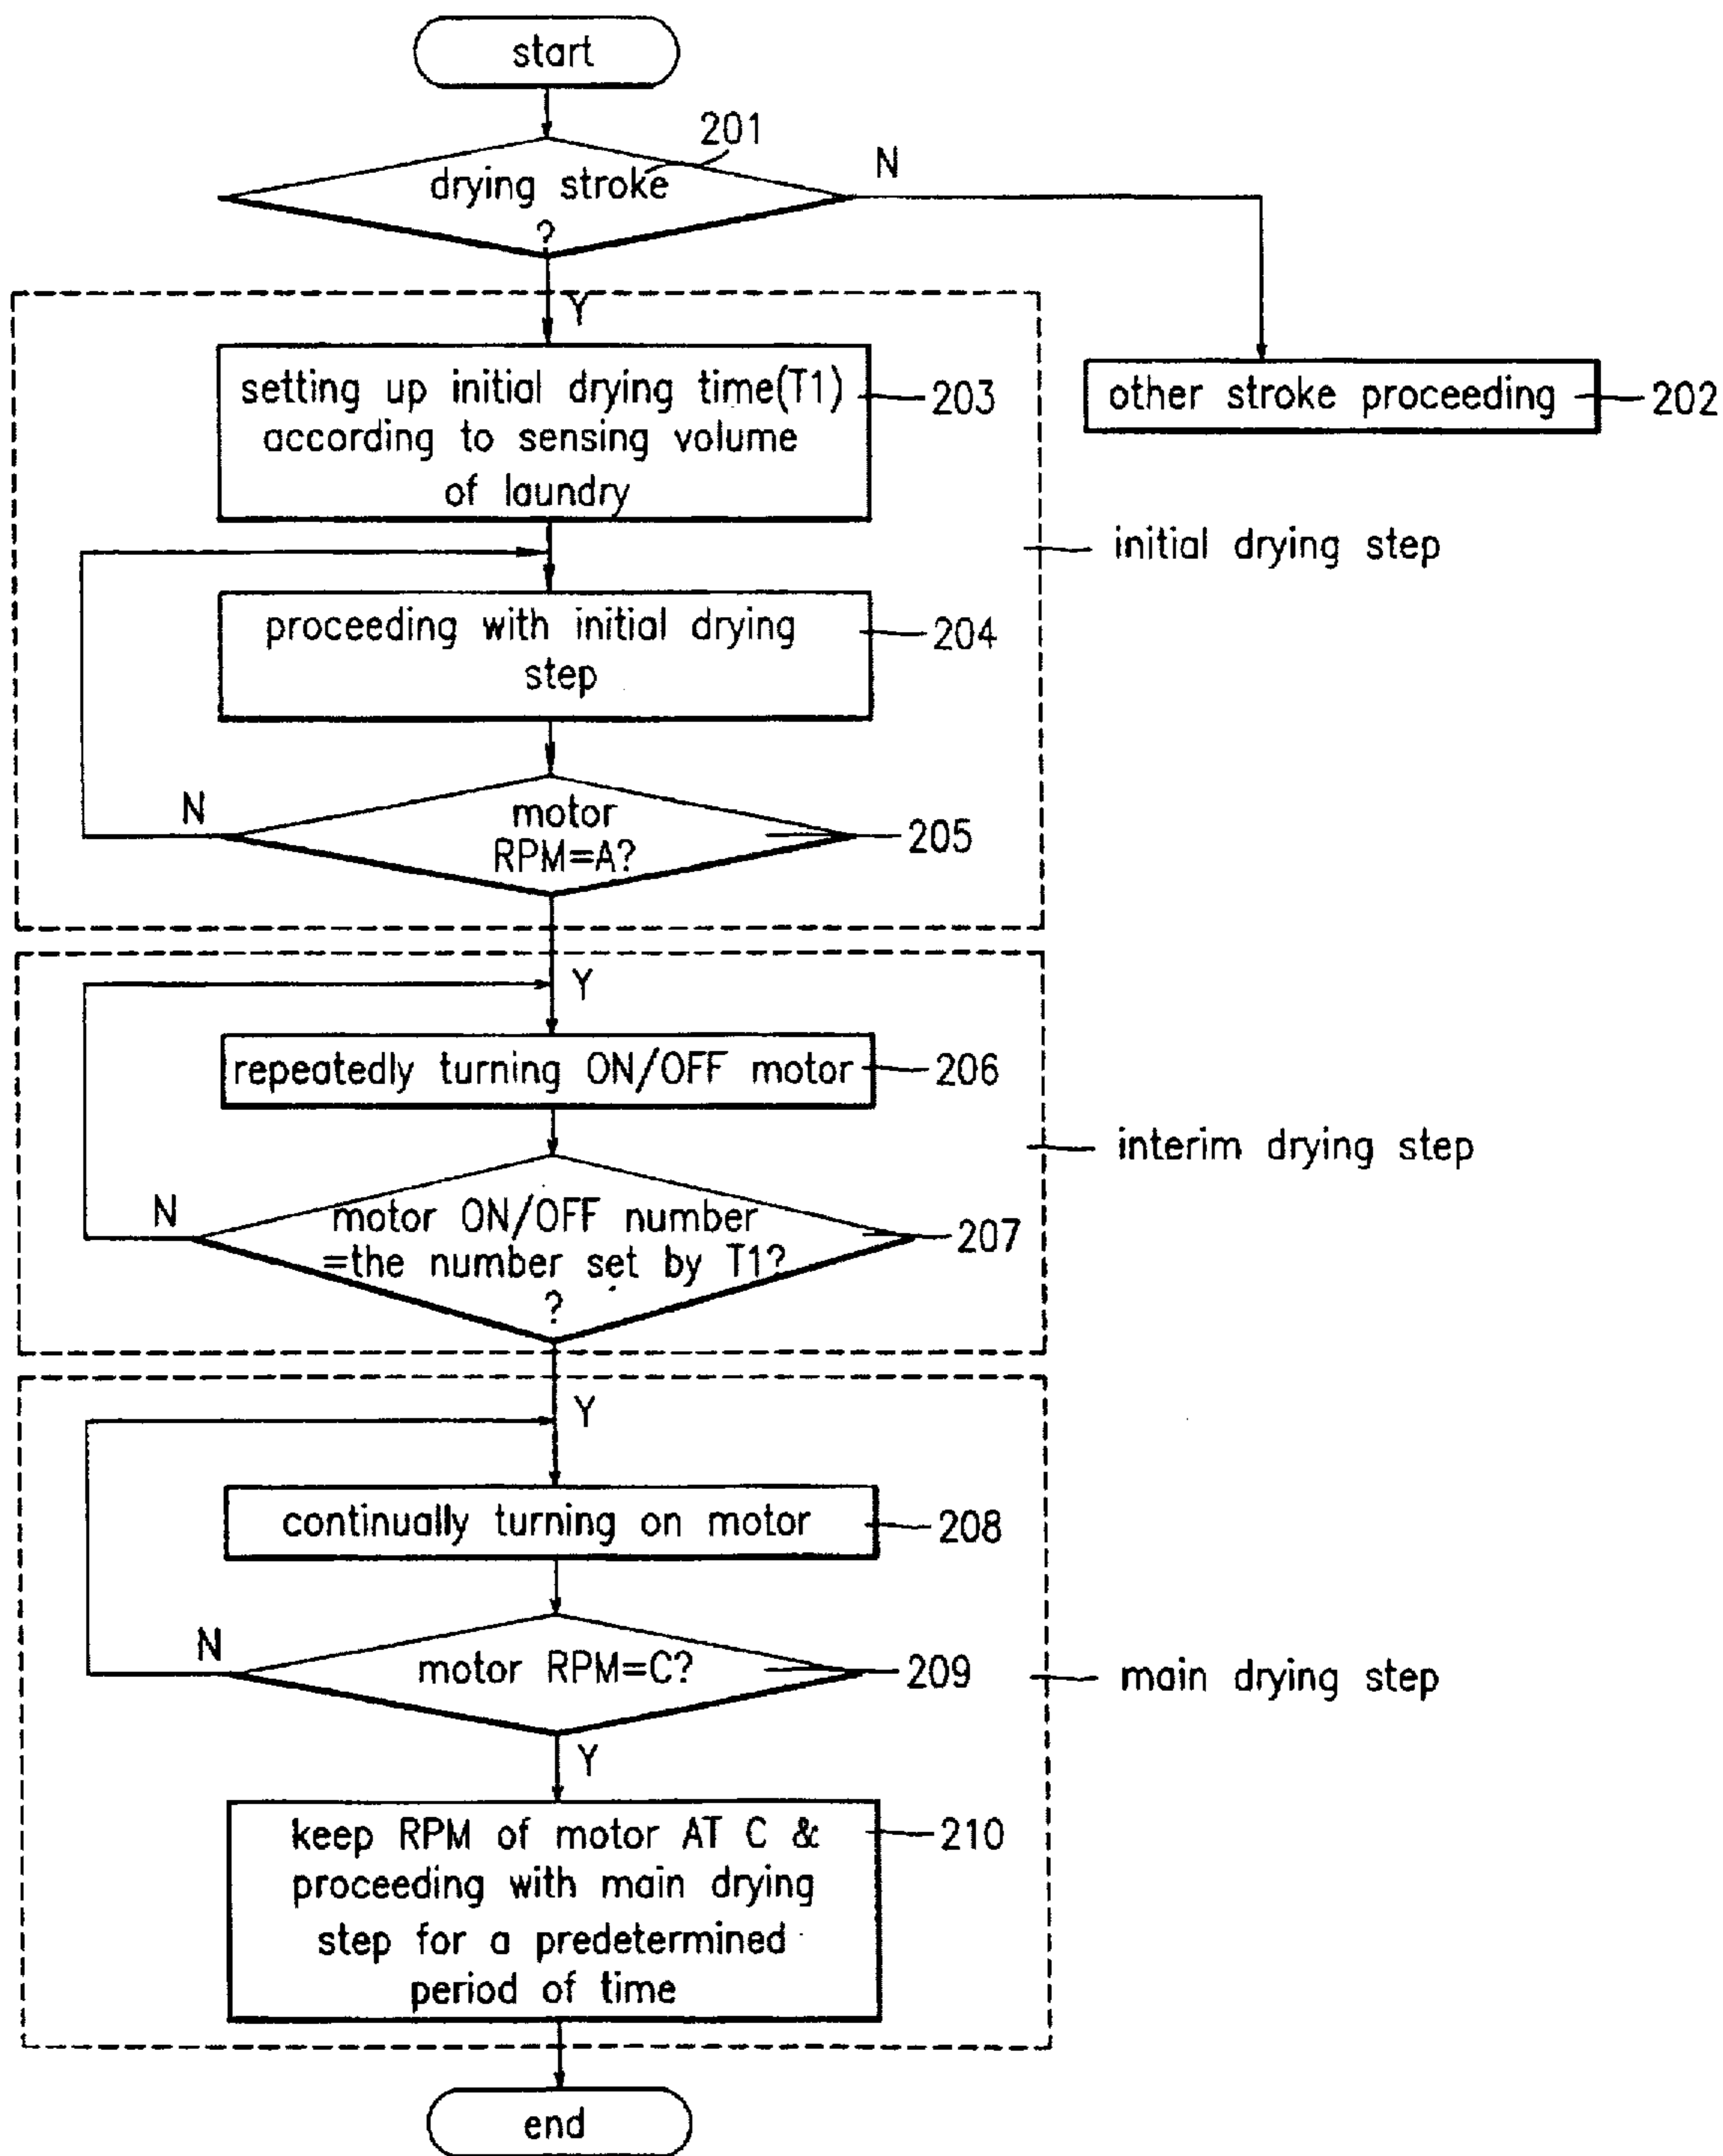 start
201
drying stroke
?
N
Y
setting up initial drying time(T1)
according to sensing volume
of laundry
203
other stroke proceeding
202
initial drying step
proceeding with initial drying
step
204
N
motor
RPM=A?
205
Y
repeatedly turning ON/OFF motor
206
interim drying step
N
motor ON/OFF number
=the number set by T1?
?
207
Y
continually turning on motor
208
N
motor RPM=C?
209
main drying step
Y
keep RPM of motor AT C &
proceeding with main drying
step for a predetermined
period of time
210
end